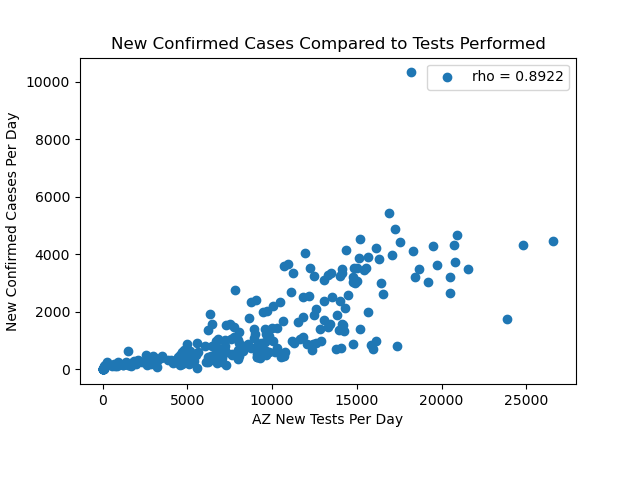 New Confirmed Cases Compared to Tests Performed
rho = 0.8922
New Confirmed Caeses Per Day
10000
8000
6000
4000
2000
0
0 5000 10000 15000 20000 25000
AZ New Tests Per Day